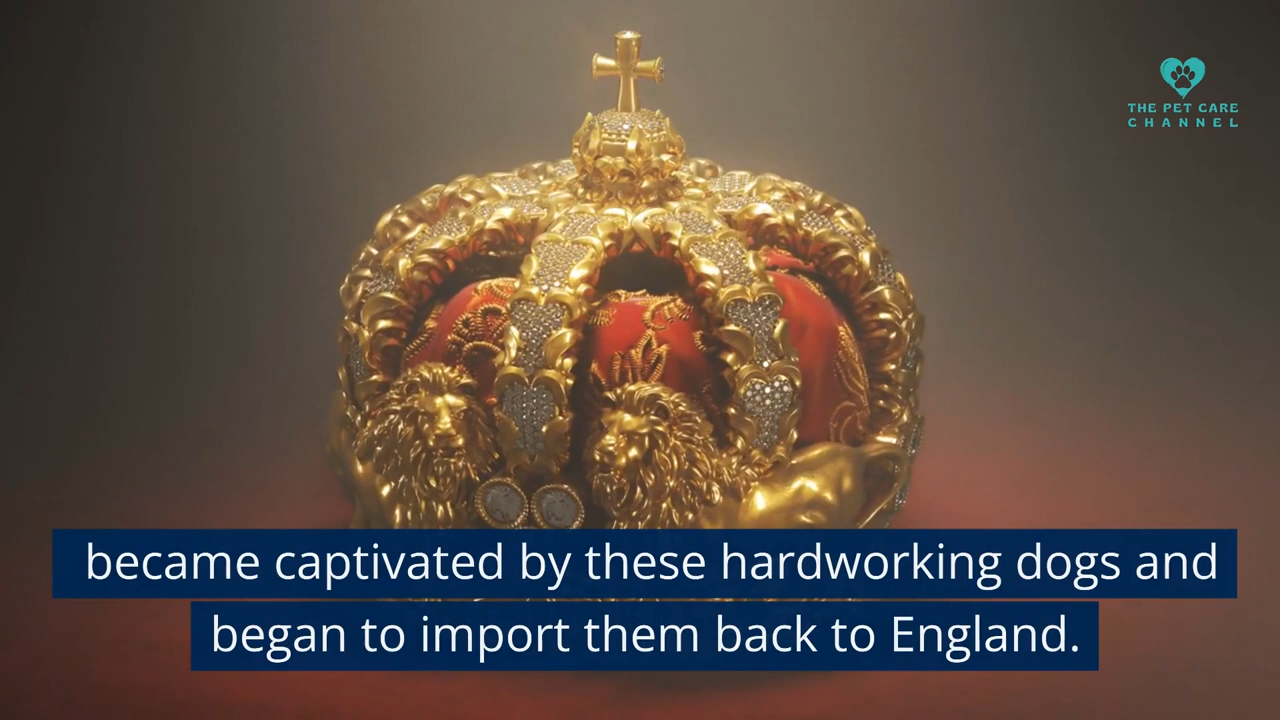 THE PET CARE
CHANNEL
became captivated by these hardworking dogs and
began to import them back to England.